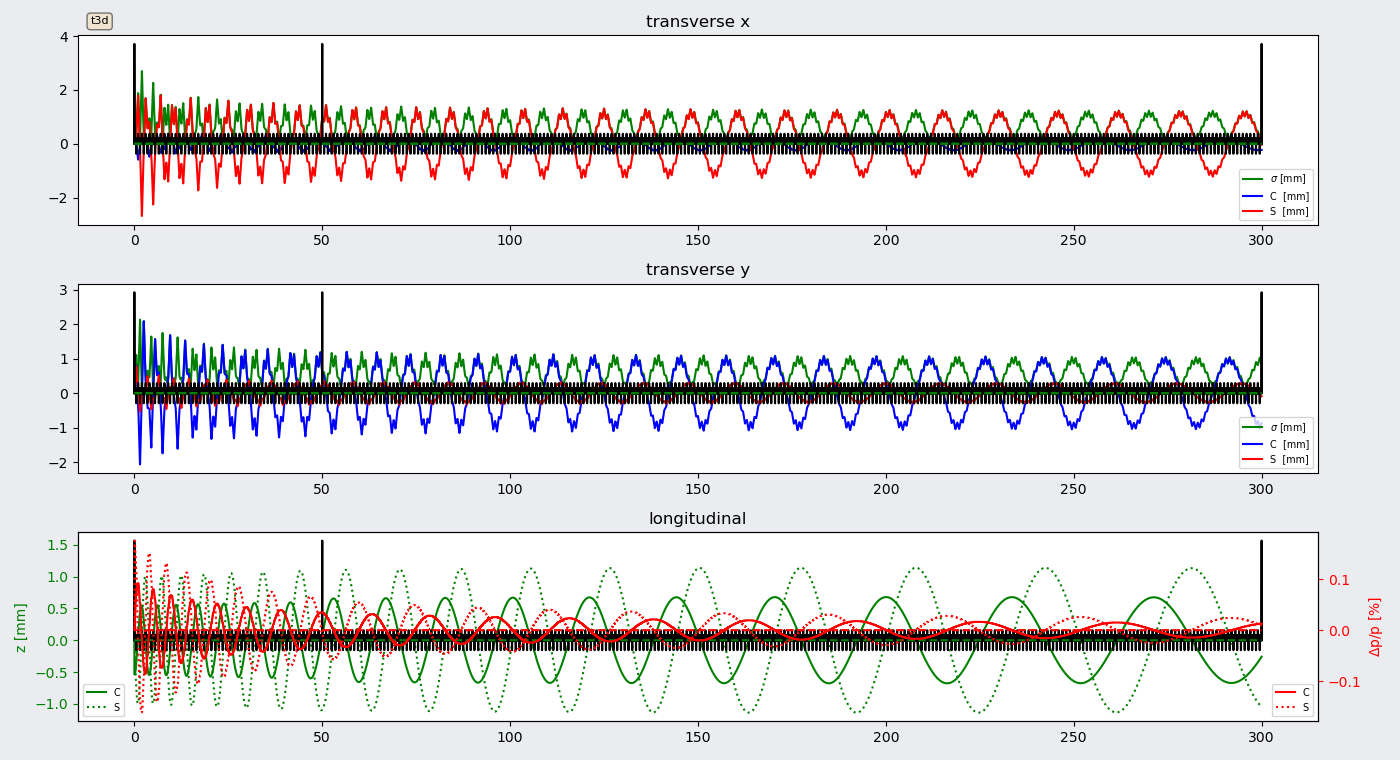 t3d
transverse x
4
2
0
−2
0 50 100 150 200 250 300
σ [mm]
C [mm]
S [mm]
transverse y
3
2
1
0
−1
−2
0 50 100 150 200 250 300
σ [mm]
C [mm]
S [mm]
longitudinal
z [mm]
1.5
1.0
0.5
0.0
−0.5
−1.0
0 50 100 150 200 250 300
C
S
0.1
0.0
−0.1
Δp/p [%]
C
S